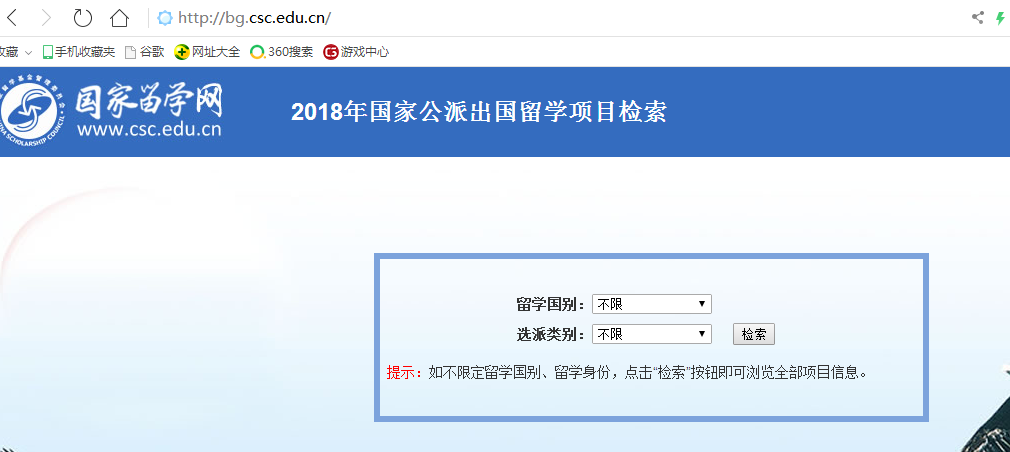 http://bg.csc.edu.cn/
收藏 手机收藏夹 谷歌 网址大全 360搜索 游戏中心
国家留学网
www.csc.edu.cn
2018年国家公派出国留学项目检索
留学国别：不限
选派类别：不限 检索
提示：如不限定留学国别、留学身份，点击“检索”按钮即可浏览全部项目信息。